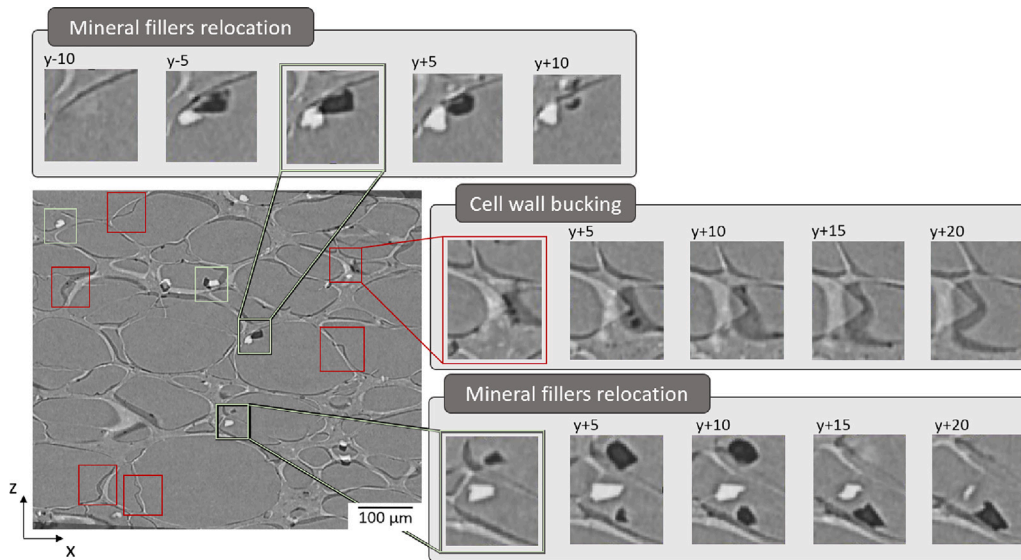 Mineral fillers relocation
y-10 y-5 y+5 y+10
Cell wall bucking
y+5 y+10 y+15 y+20
Mineral fillers relocation
y+5 y+10 y+15 y+20
Z
X
100 µm